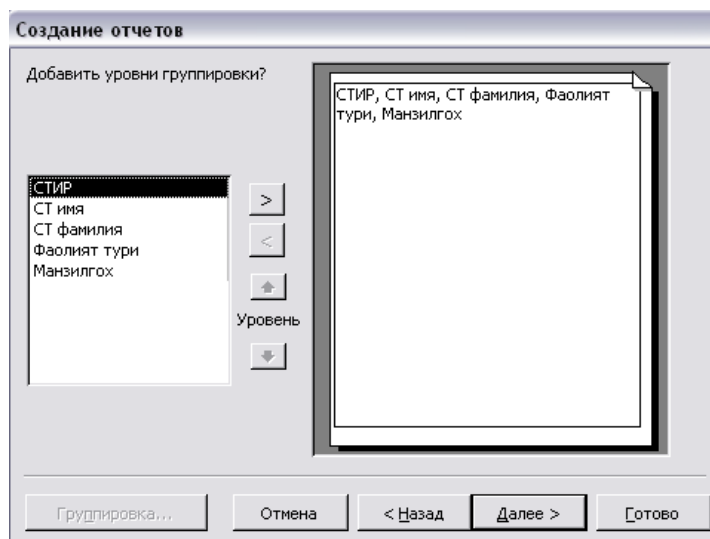 Создание отчетов
Добавить уровни группировки?
СТИР
СТ имя
СТ фамилия
Фаолият тури
Манзилгох
>
<
Уровень
СТИР, СТ имя, СТ фамилия, Фаолият
тури, Манзилгох
Группировка...
Отмена
< Назад
Далее >
Готово